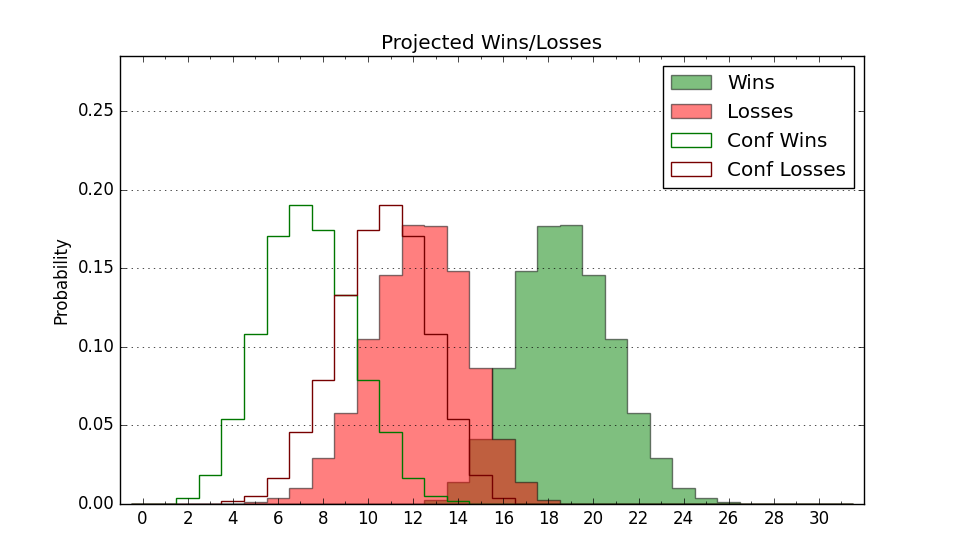 Projected Wins/Losses
Wins
Losses
Conf Wins
Conf Losses
Probability
0.25
0.20
0.15
0.10
0.05
0.00
0 2 4 6 8 10 12 14 16 18 20 22 24 26 28 30